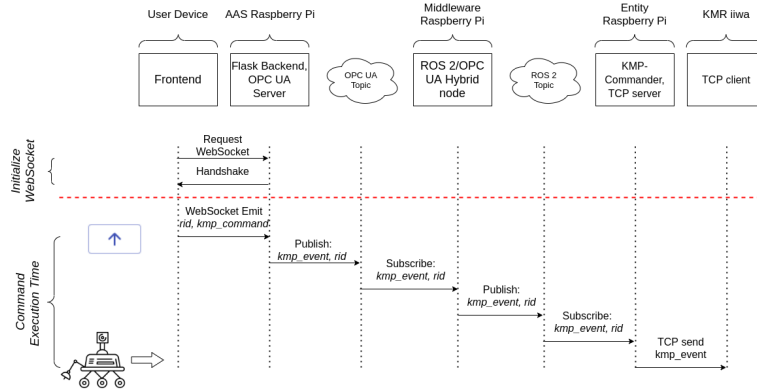 User Device
AAS Raspberry Pi
Middleware
Raspberry Pi
Entity
Raspberry Pi
KMR iiwa
Frontend
Flask Backend,
OPC UA
Server
OPC UA
Topic
ROS 2/OPC
UA Hybrid
node
ROS 2
Topic
KMP-
Commander,
TCP server
TCP client
Initialize
WebSocket
Request
WebSocket
Handshake
Command
Execution Time
WebSocket Emit
rid, kmp_command
Publish:
kmp_event, rid
Subscribe:
kmp_event, rid
Publish:
kmp_event, rid
Subscribe:
kmp_event, rid
TCP send
kmp_event